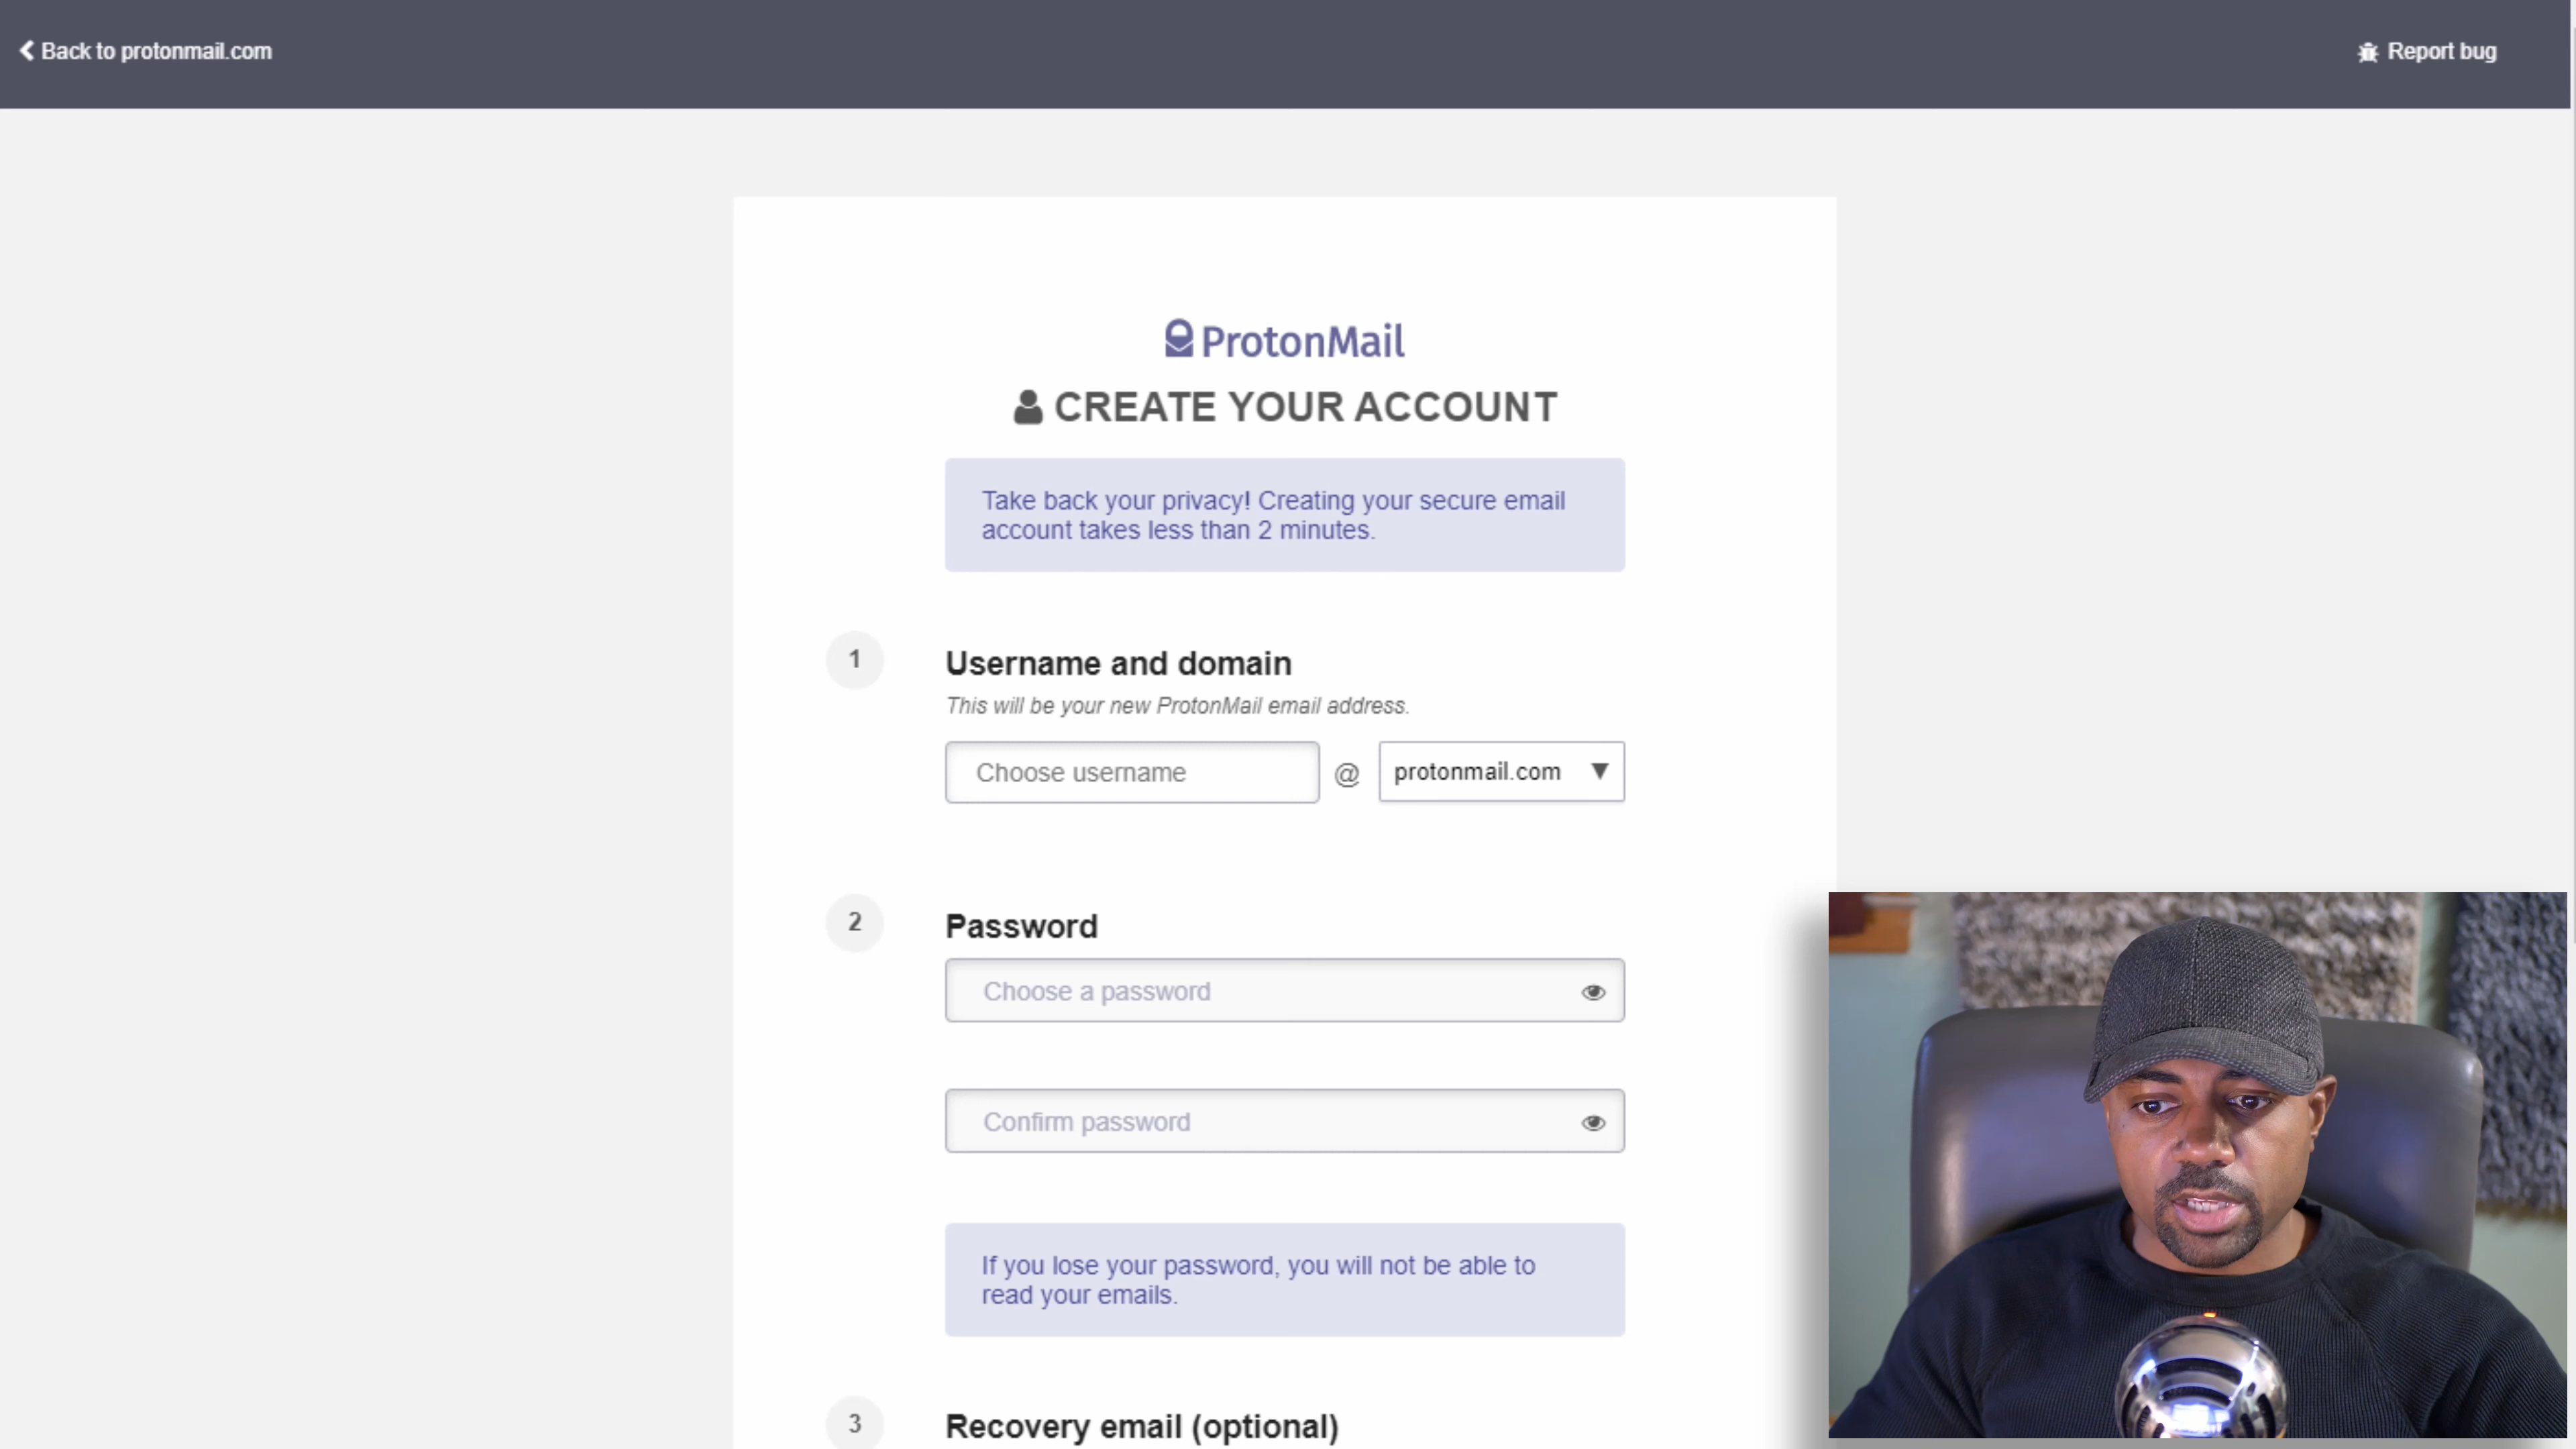 Back to protonmail.com
Report bug
ProtonMail
CREATE YOUR ACCOUNT
Take back your privacy! Creating your secure email
account takes less than 2 minutes.
1
Username and domain
This will be your new ProtonMail email address.
Choose username @ protonmail.com
2
Password
Choose a password
Confirm password
If you lose your password, you will not be able to
read your emails.
3
Recovery email (optional)